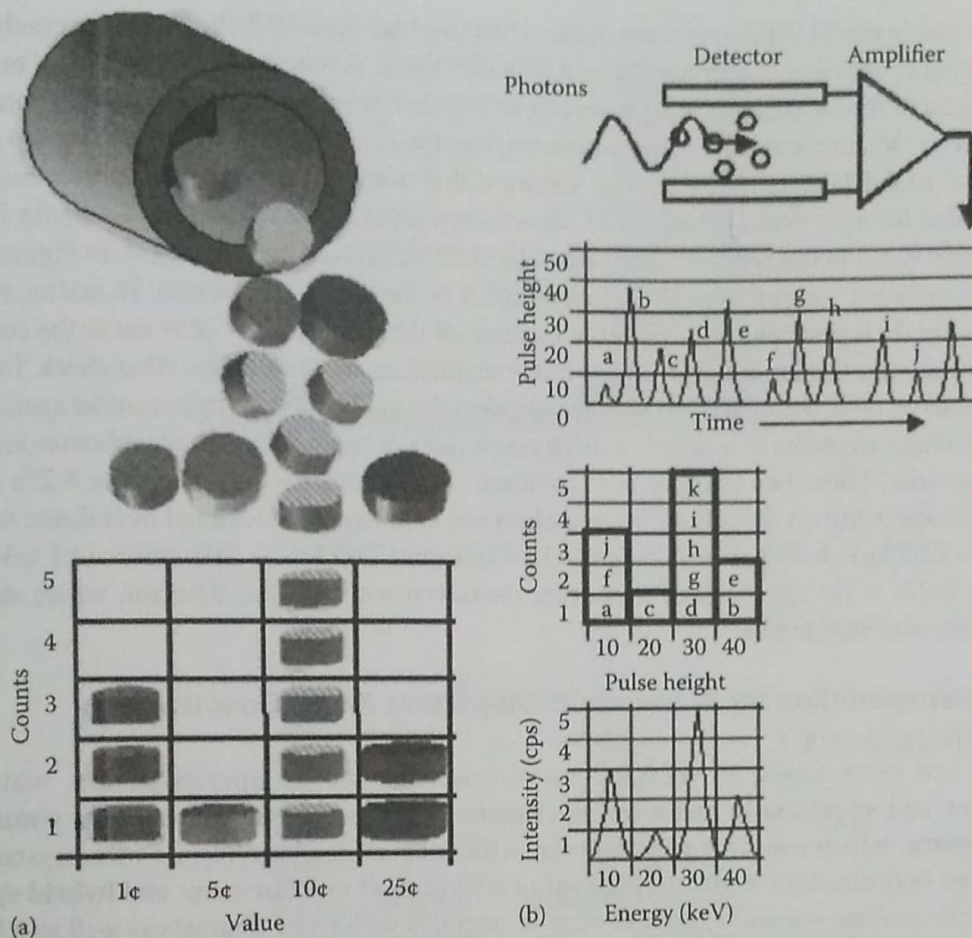 Counts
5
4
3
2
1
1¢ 5¢ 10¢ 25¢
Value
(a)
Photons
Detector
Amplifier
Pulse height
50
40
30
20
10
0
a b c d e f g h i j
Time
Counts
5 k
4 i
3 j h
2 f g e
1 a c d b
10 20 30 40
Pulse height
Intensity (cps)
5
4
3
2
1
10 20 30 40
Energy (keV)
(b)